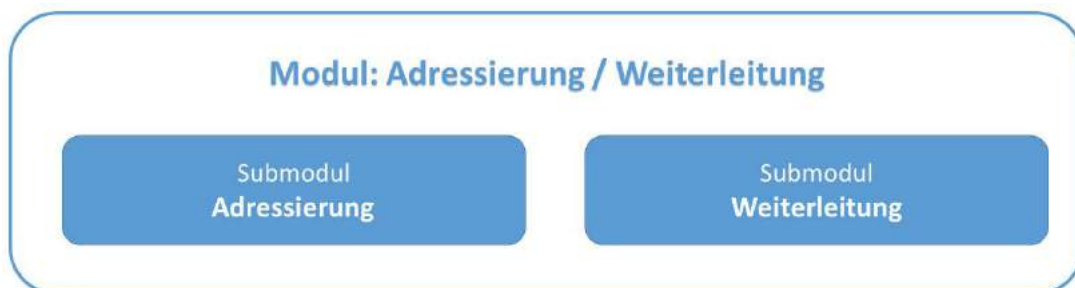 Modul: Adressierung / Weiterleitung
Submodul
Adressierung
Submodul
Weiterleitung